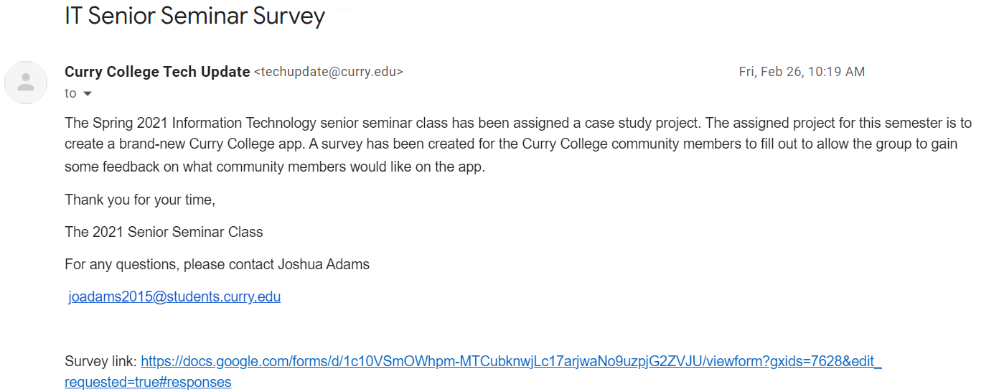 IT Senior Seminar Survey
Curry College Tech Update <techupdate@curry.edu>
Fri, Feb 26, 10:19 AM
to
The Spring 2021 Information Technology senior seminar class has been assigned a case study project. The assigned project for this semester is to
create a brand-new Curry College app. A survey has been created for the Curry College community members to fill out to allow the group to gain
some feedback on what community members would like on the app.
Thank you for your time,
The 2021 Senior Seminar Class
For any questions, please contact Joshua Adams
joadams2015@students.curry.edu
Survey link: https://docs.google.com/forms/d/1c10VSmOWhpm-MTCubknwjLc17arjwaNo9uzpjG2ZVJU/viewform?gxids=7628&edit_
requested=true#responses